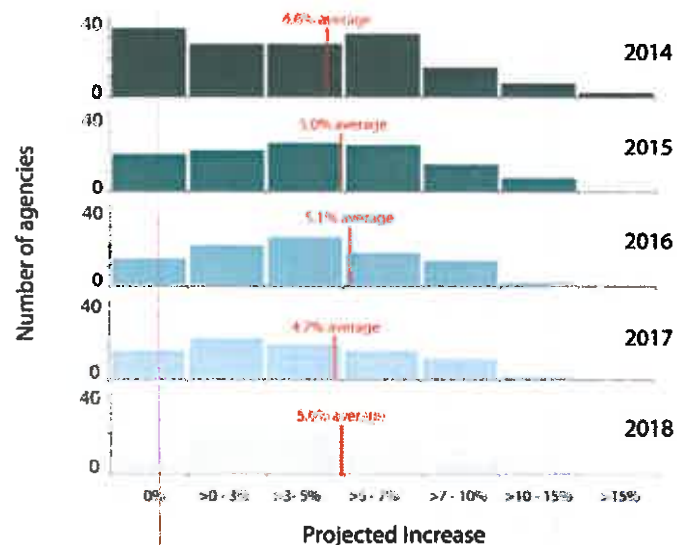 Number of agencies
40
average
2014
0
5.0% average
40
2015
0
40
5.1% average
2016
0
40
4.7% average
2017
0
40
average
2018
0
0% >0 - 3% >3- 5% >5 - 7% >7 - 10% >10 - 15% >15%
Projected Increase